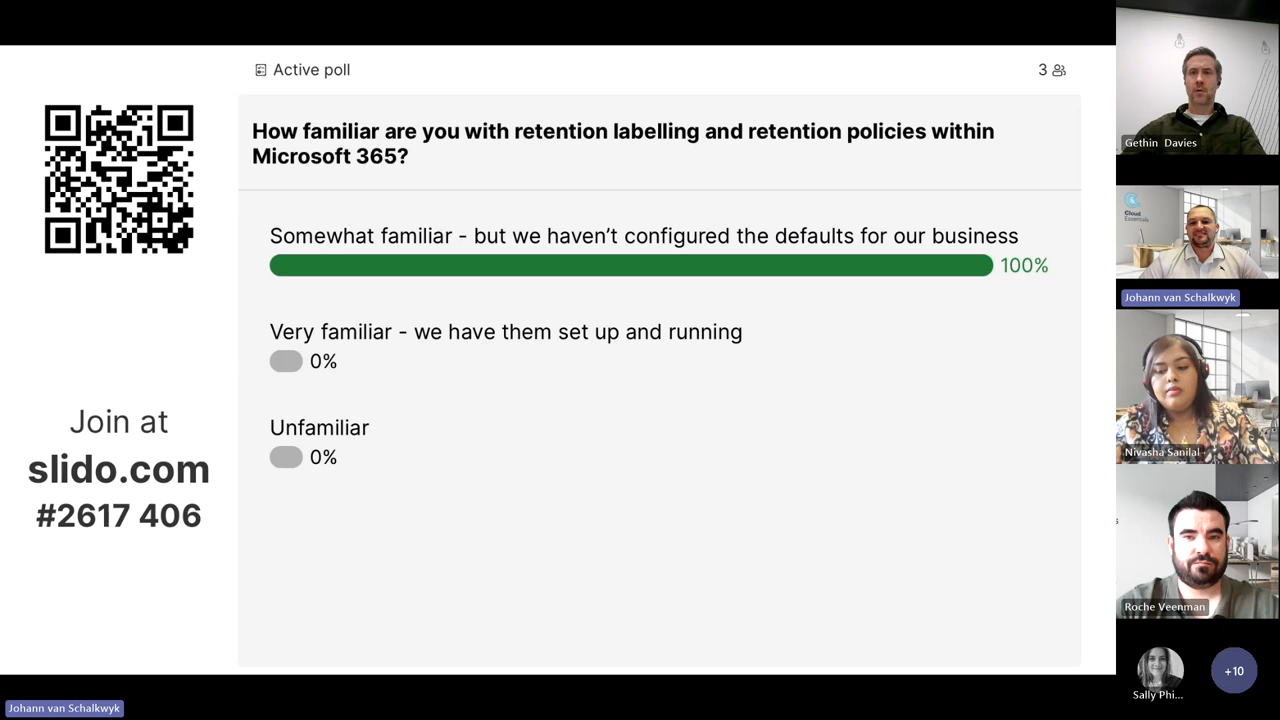 Active poll
3
How familiar are you with retention labelling and retention policies within
Microsoft 365?
Somewhat familiar - but we haven’t configured the defaults for our business
100%
Very familiar - we have them set up and running
0%
Unfamiliar
0%
Join at
slido.com
#2617 406
Johann van Schalkwyk
Gethin Davies
Cloud
Essentials
Johann van Schalkwyk
Nivasha Sanilal
Roche Veenman
Sally Phi...
+10